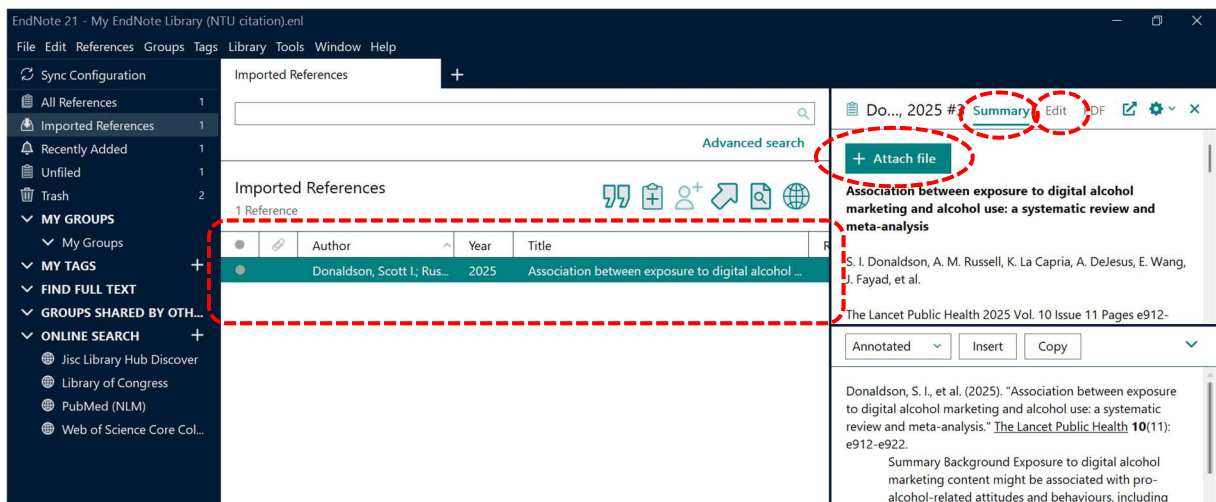 EndNote 21 - My EndNote Library (NTU citation).enl
File Edit References Groups Tags Library Tools Window Help
Sync Configuration
All References 1
Imported References 1
Recently Added 1
Unfiled 1
Trash 2
MY GROUPS
My Groups
MY TAGS +
FIND FULL TEXT
GROUPS SHARED BY OTH...
ONLINE SEARCH +
Jisc Library Hub Discover
Library of Congress
PubMed (NLM)
Web of Science Core Col...
Imported References +
Advanced search
Imported References
1 Reference
Author Year Title R
Donaldson, Scott I.; Rus... 2025 Association between exposure to digital alcohol ...
Do..., 2025 #3 Summary Edit PDF
+ Attach file
Association between exposure to digital alcohol
marketing and alcohol use: a systematic review and
meta-analysis
S. I. Donaldson, A. M. Russell, K. La Capria, A. DeJesus, E. Wang,
J. Fayad, et al.
The Lancet Public Health 2025 Vol. 10 Issue 11 Pages e912-
Annotated Insert Copy
Donaldson, S. I., et al. (2025). "Association between exposure
to digital alcohol marketing and alcohol use: a systematic
review and meta-analysis." The Lancet Public Health 10(11):
e912-e922.
Summary Background Exposure to digital alcohol
marketing content might be associated with pro-
alcohol-related attitudes and behaviours, including